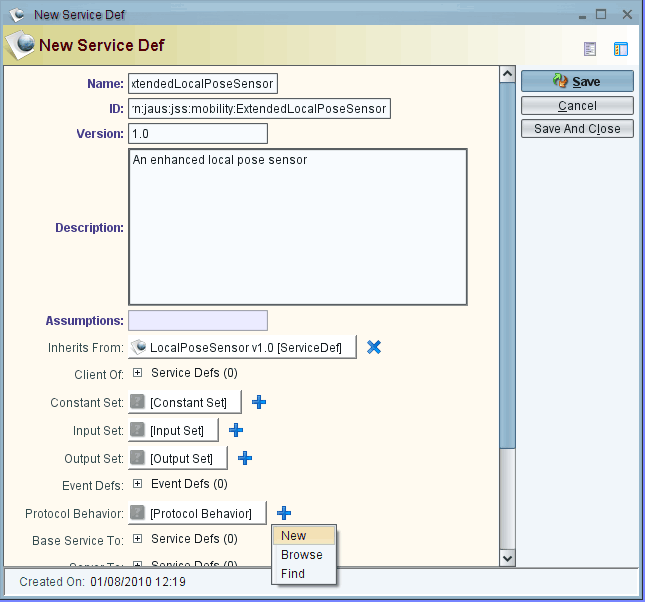 New Service Def
New Service Def
Name: xtendedLocalPoseSensor
Save
ID: rn:jaus:jss:mobility:ExtendedLocalPoseSensor
Cancel
Version: 1.0
Save And Close
An enhanced local pose sensor
Description:
Assumptions:
Inherits From: LocalPoseSensor v1.0 [ServiceDef]
Client Of: Service Defs (0)
Constant Set: [Constant Set]
Input Set: [Input Set]
Output Set: [Output Set]
Event Defs: Event Defs (0)
Protocol Behavior: [Protocol Behavior]
New
Base Service To: Service Defs (0)
Browse
Server To: Service Defs (0)
Find
Created On: 01/08/2010 12:19